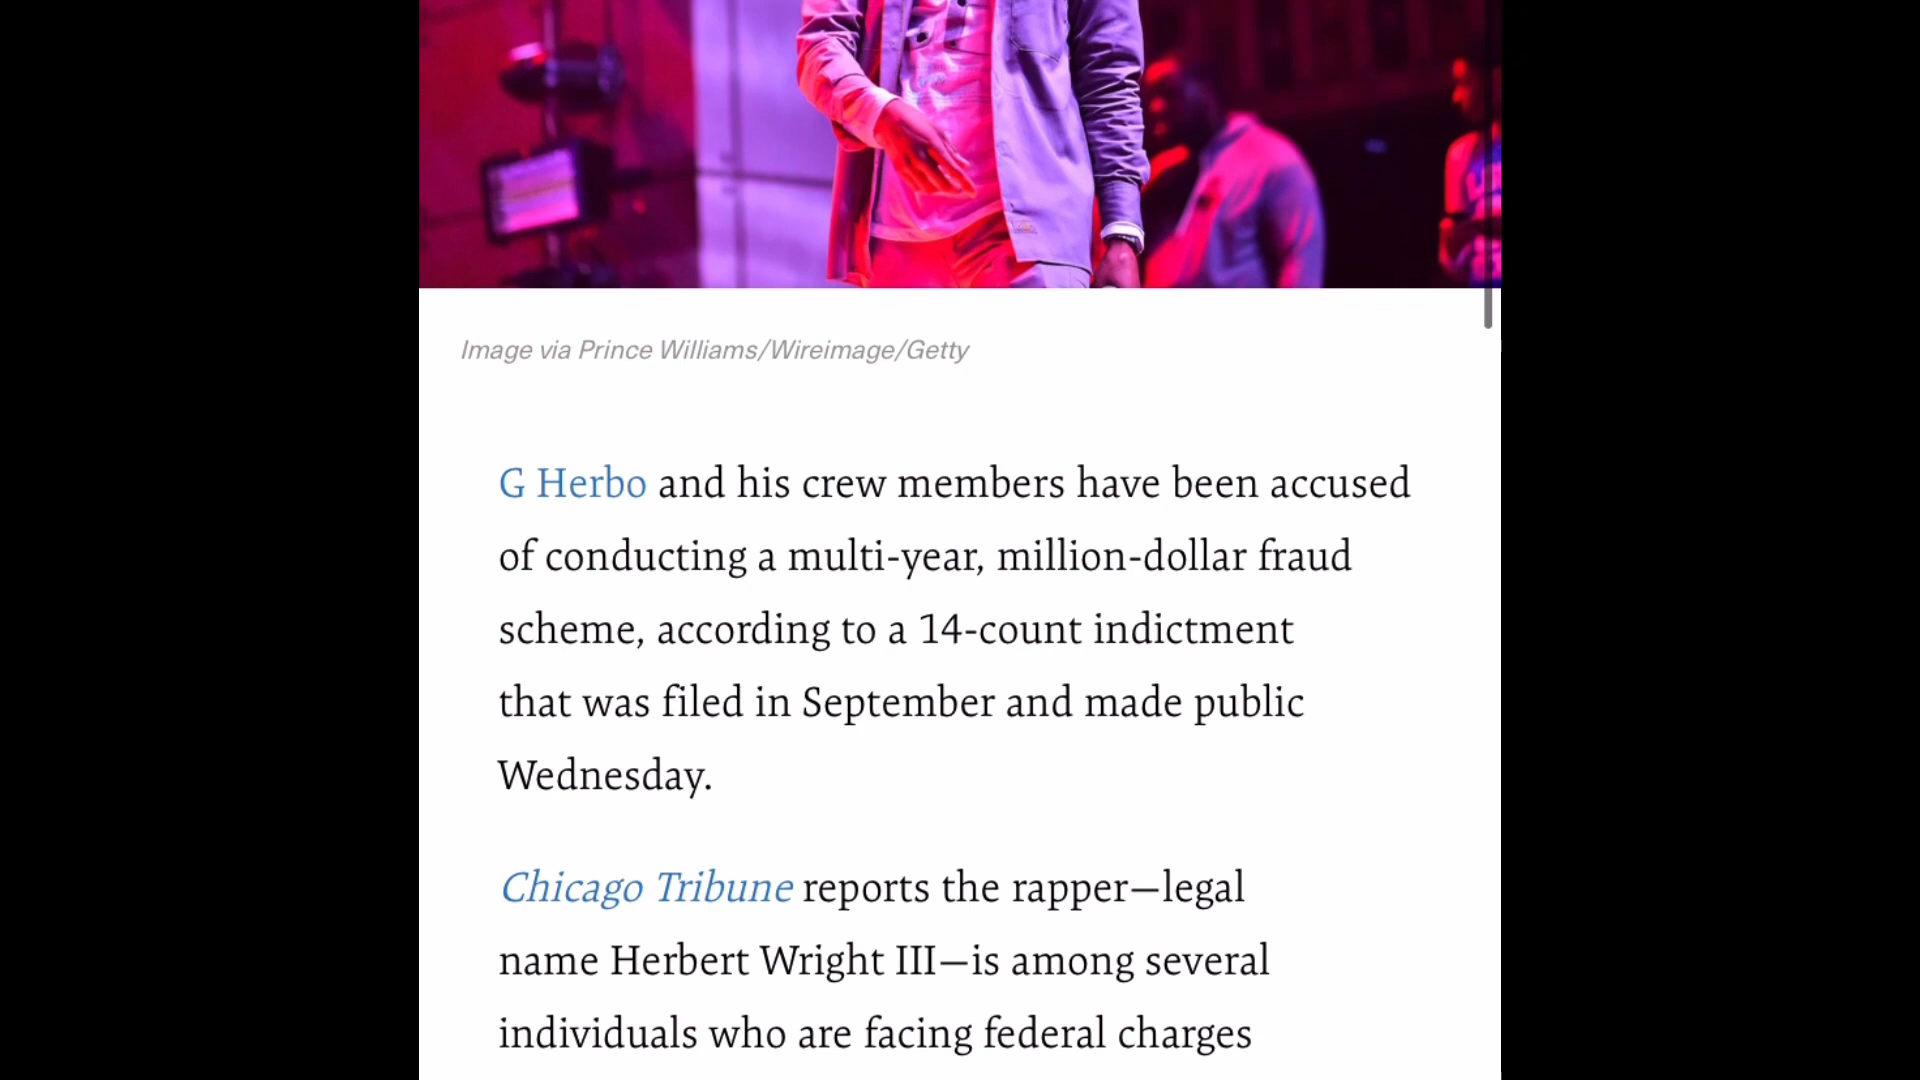 Image via Prince Williams/Wireimage/Getty
G Herbo and his crew members have been accused
of conducting a multi-year, million-dollar fraud
scheme, according to a 14-count indictment
that was filed in September and made public
Wednesday.
Chicago Tribune reports the rapper—legal
name Herbert Wright III—is among several
individuals who are facing federal charges